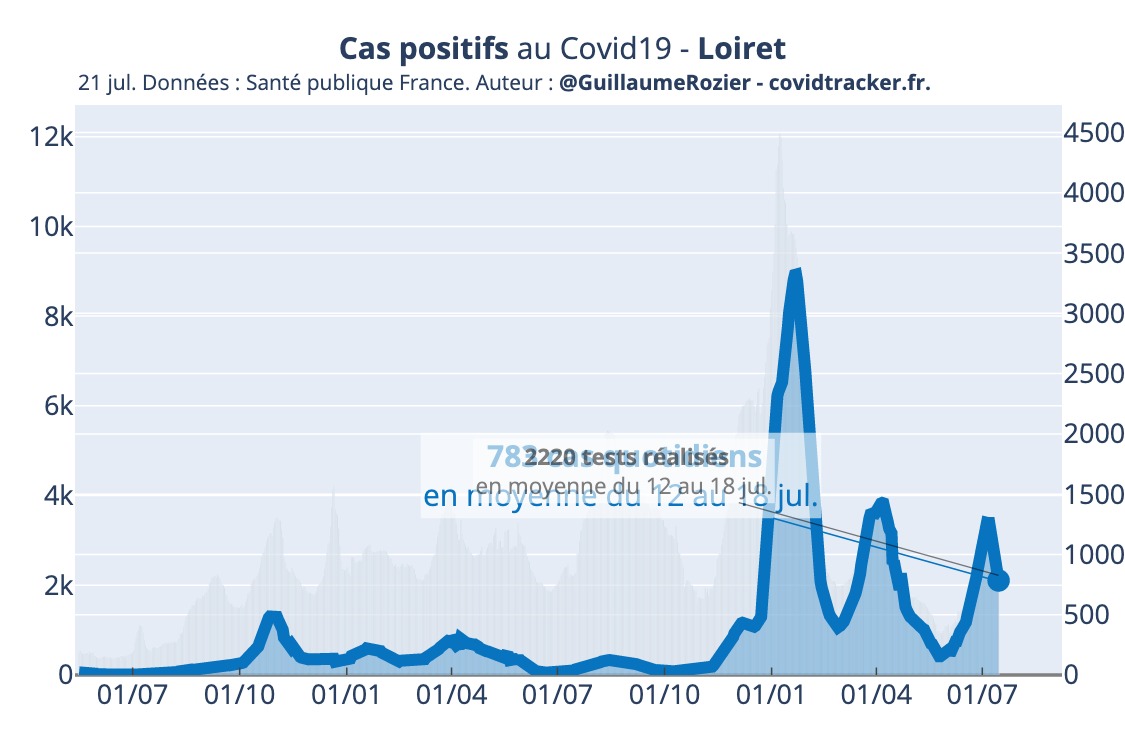 Cas positifs au Covid19 - Loiret
21 jul. Données : Santé publique France. Auteur : @GuillaumeRozier - covidtracker.fr.
12k
10k
8k
6k
4k
2k
0
4500
4000
3500
3000
2500
2000
1500
1000
500
0
783 cas quotidiens
en moyenne du 12 au 18 jul.
2220 tests réalisés
en moyenne du 12 au 18 jul.
01/07 01/10 01/01 01/04 01/07 01/10 01/01 01/04 01/07